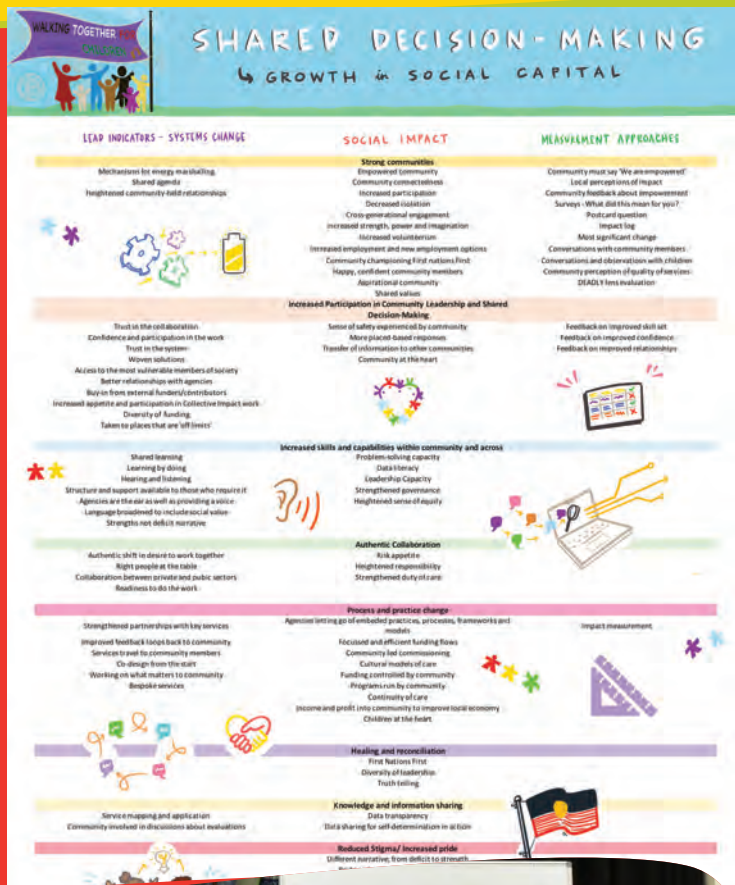 WALKING TOGETHER FOR
CHILDREN
SHARED DECISION-MAKING
↳ GROWTH in SOCIAL CAPITAL
LEAD INDICATORS - SYSTEMS CHANGE
SOCIAL IMPACT
MEASUREMENT APPROACHES
Strong communities
Mechanism for energy marshalling
Shared agenda
Heightened community-held relationships
Empowered community
Community connectedness
Increased participation
Decreased isolation
Cross-generational engagement
Increased strength, power and imagination
Increased volunteerism
Increased employment and new employment options
Community championing First nations First
Happy, confident community members
Aspirational community
Shared values
Community must say 'We are empowered'
Local perceptions of impact
Community feedback about empowerment
Surveys - What did this mean for you?
Postcard question
Impact log
Most significant change
Conversations with community members
Conversations and observations with children
Community perception of quality of services
DEADLY lens evaluation
Increased Participation in Community Leadership and Shared
Decision-Making
Trust in the collaboration
Confidence and participation in the work
Trust in the system
Woven solutions
Access to the most vulnerable members of society
Better relationships with agencies
Buy-in from external funders/contributors
Increased appetite and participation in Collective Impact work
Diversity of funding
Taken to places that are 'off limits'
Sense of safety experienced by community
More placed-based responses
Transfer of information to other communities
Community at the heart
Feedback on improved skill set
Feedback on improved confidence
Feedback on improved relationships
Increased skills and capabilities within community and across
Shared learning
Learning by doing
Hearing and listening
Structure and support available to those who require it
Agencies are the ear as well as providing a voice
Language broadened to include social value
Strengths not deficit narrative
Problem-solving capacity
Data literacy
Leadership Capacity
Strengthened governance
Heightened sense of equity
Authentic Collaboration
Authentic shift in desire to work together
Right people at the table
Collaboration between private and pubic sectors
Readiness to do the work
Risk appetite
Heightened responsibility
Strengthened duty of care
Process and practice change
Strengthened partnerships with key services
Improved feedback loops back to community
Services travel to community members
Co-design from the start
Working on what matters to community
Bespoke services
Agencies letting go of embeded practices, processes, frameworks and
models
Focussed and efficient funding flows
Community led commissioning
Cultural models of care
Funding controlled by community
Programs run by community
Continuity of care
Income and profit into community to improve local economy
Children at the heart
Impact measurement
Healing and reconciliation
First Nations First
Diversity of leadership
Truth telling
Knowledge and information sharing
Service mapping and application
Community involved in discussions about evaluations
Data transparency
Data sharing for self-determination in action
Reduced Stigma/ Increased pride
Different narrative, from deficit to strength